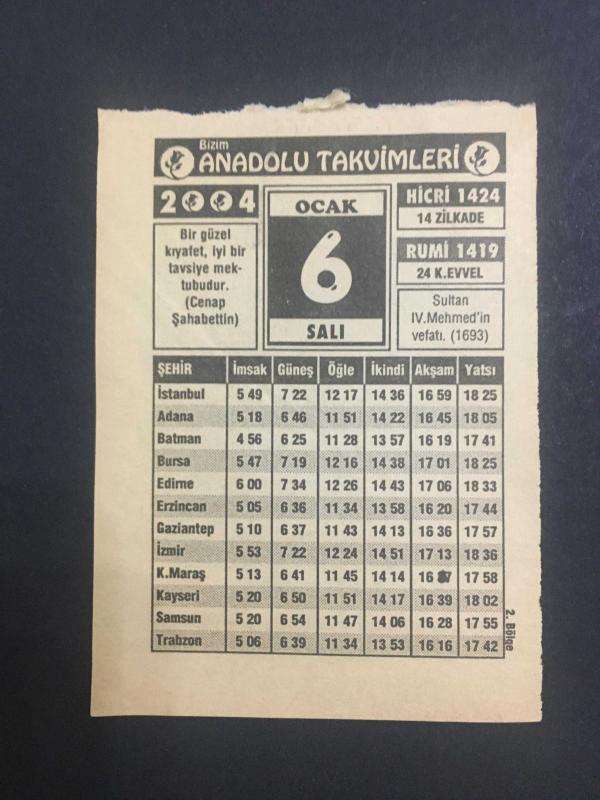 Bizim
ANADOLU TAKVİMLERİ
2004
Bir güzel
kıyafet, iyi bir
tavsiye mek-
tubudur.
(Cenap
Şahabettin)
OCAK
6
SALI
HİCRİ 1424
14 ZİLKADE
RUMİ 1419
24 K.EVVEL
Sultan
IV.Mehmed'in
vefatı. (1693)
ŞEHİR İmsak Güneş Öğle İkindi Akşam Yatsı
İstanbul 5 49 7 22 12 17 14 36 16 59 18 25
Adana 5 18 6 46 11 51 14 22 16 45 18 05
Batman 4 56 6 25 11 28 13 57 16 19 17 41
Bursa 5 47 7 19 12 16 14 38 17 01 18 25
Edirne 6 00 7 34 12 26 14 43 17 06 18 33
Erzincan 5 05 6 36 11 34 13 58 16 20 17 44
Gaziantep 5 10 6 37 11 43 14 13 16 36 17 57
İzmir 5 53 7 22 12 24 14 51 17 13 18 36
K.Maraş 5 13 6 41 11 45 14 14 16 17 58
Kayseri 5 20 6 50 11 51 14 17 16 39 18 02
Samsun 5 20 6 54 11 47 14 06 16 28 17 55
Trabzon 5 06 6 39 11 34 13 53 16 16 17 42
2. Bölge